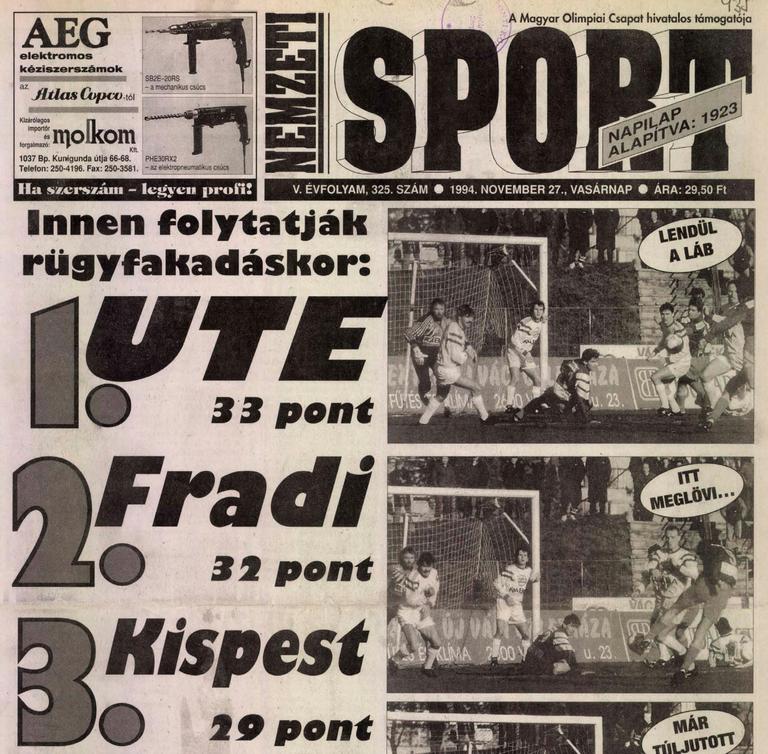 AEG
elektromos
kéziszerszámok
az Atlas Copco-tól
Kizárólagos
importőr
és
forgalmazó:
molkom
Kft.
1037 Bp. Kunigunda útja 66-68.
Telefon: 250-4196. Fax: 250-3581.
SB2E-20RS
– a mechanikus csúcs
PHE30RX2
– az elektropneumatikus csúcs
Ha szerszám – legyen profi!
A Magyar Olimpiai Csapat hivatalos támogatója
NEMZETI
SPORT
NAPILAP
ALAPÍTVA: 1923
V. ÉVFOLYAM, 325. SZÁM ● 1994. NOVEMBER 27., VASÁRNAP ● ÁRA: 29,50 Ft
Innen folytatják
rügyfakadáskor:
1. UTE
33 pont
2. Fradi
32 pont
3. Kispest
29 pont
LENDÜL
A LÁB
ITT
MEGLÖVI...
u. 23.
MÁR
TÚLJUTOTT